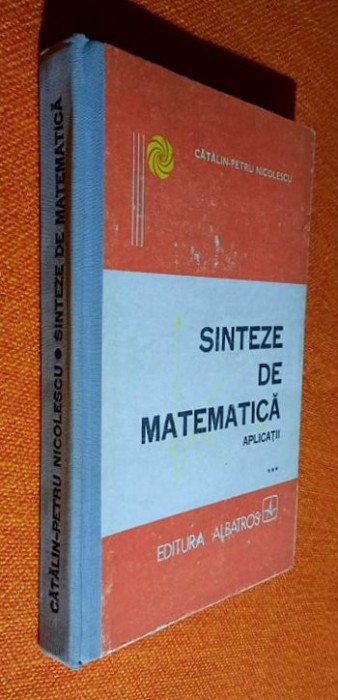 CĂTĂLIN-PETRU NICOLESCU
SINTEZE
DE
MATEMATICĂ
APLICAȚII
***
EDITURA ALBATROS
CĂTĂLIN-PETRU NICOLESCU • SINTEZE DE MATEMATICĂ